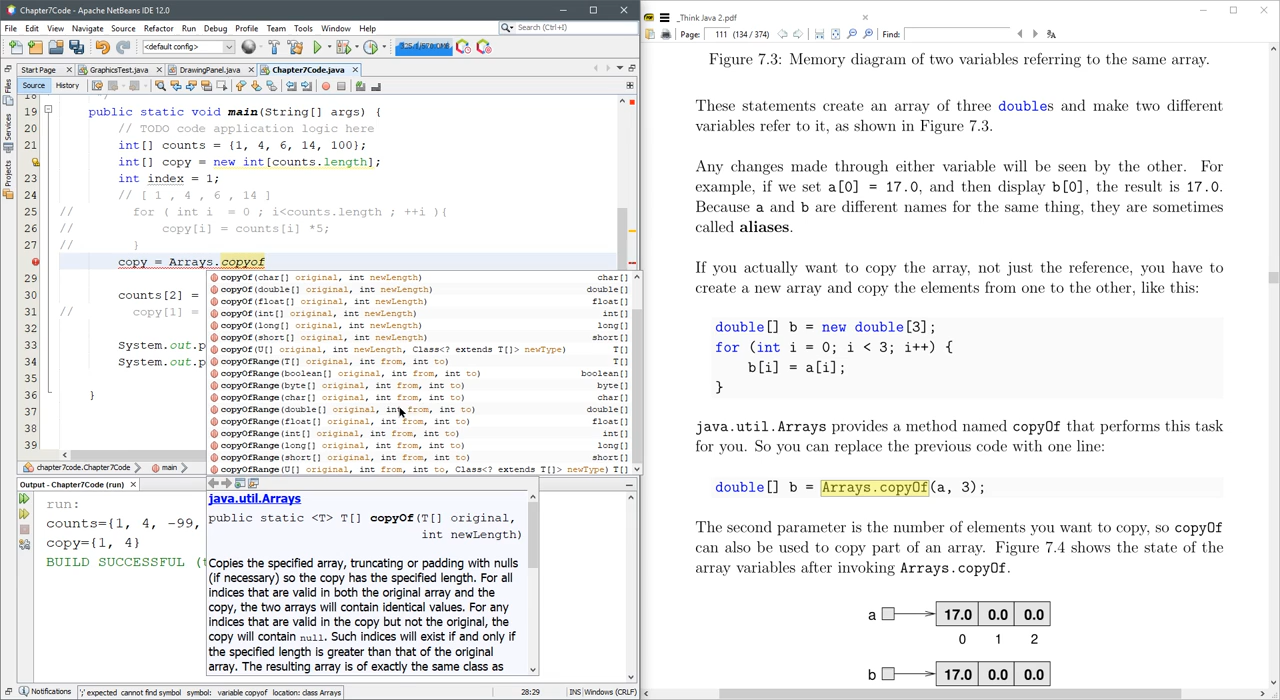 Chapter7Code - Apache NetBeans IDE 12.0
File Edit View Navigate Source Refactor Run Debug Profile Team Tools Window Help
Search (Ctrl+I)
<default config>
Start Page GraphicsTest.java DrawingPanel.java Chapter7Code.java
Source History
Files
Services
Projects
18
19 public static void main(String[] args) {
20 // TODO code application logic here
21 int[] counts = {1, 4, 6, 14, 100};
int[] copy = new int[counts.length];
23 int index = 1;
24 // [ 1 , 4 , 6 , 14 ]
25 // for ( int i  = 0 ; i<counts.length ; ++i ){
26 // copy[i] = counts[i] *5;
27 // }
copy = Arrays.copyof
29
30 counts[2] =
31 // copy[1] =
32
33 System.out.p
34 System.out.p
35
36 }
37
38
39
copyOf(char[] original, int newLength) char[]
copyOf(double[] original, int newLength) double[]
copyOf(float[] original, int newLength) float[]
copyOf(int[] original, int newLength) int[]
copyOf(long[] original, int newLength) long[]
copyOf(short[] original, int newLength) short[]
copyOf(U[] original, int newLength, Class<? extends T[]> newType) T[]
copyOfRange(T[] original, int from, int to) T[]
copyOfRange(boolean[] original, int from, int to) boolean[]
copyOfRange(byte[] original, int from, int to) byte[]
copyOfRange(char[] original, int from, int to) char[]
copyOfRange(double[] original, int from, int to) double[]
copyOfRange(float[] original, int from, int to) float[]
copyOfRange(int[] original, int from, int to) int[]
copyOfRange(long[] original, int from, int to) long[]
copyOfRange(short[] original, int from, int to) short[]
copyOfRange(U[] original, int from, int to, Class<? extends T[]> newType) T[]
chapter7code.Chapter7Code main
Output - Chapter7Code (run)
run:
counts={1, 4, -99,
copy={1, 4}
BUILD SUCCESSFUL (t
java.util.Arrays
public static <T> T[] copyOf(T[] original,
int newLength)
Copies the specified array, truncating or padding with nulls
(if necessary) so the copy has the specified length. For all
indices that are valid in both the original array and the
copy, the two arrays will contain identical values. For any
indices that are valid in the copy but not the original, the
copy will contain null. Such indices will exist if and only if
the specified length is greater than that of the original
array. The resulting array is of exactly the same class as
Notifications ';' expected cannot find symbol symbol: variable copyof location: class Arrays 28:29 INS Windows (CRLF)
_Think Java 2.pdf
Page: 111 (134 / 374) Find:
Figure 7.3: Memory diagram of two variables referring to the same array.
These statements create an array of three doubles and make two different
variables refer to it, as shown in Figure 7.3.
Any changes made through either variable will be seen by the other. For
example, if we set a[0] = 17.0, and then display b[0], the result is 17.0.
Because a and b are different names for the same thing, they are sometimes
called aliases.
If you actually want to copy the array, not just the reference, you have to
create a new array and copy the elements from one to the other, like this:
double[] b = new double[3];
for (int i = 0; i < 3; i++) {
b[i] = a[i];
}
java.util.Arrays provides a method named copyOf that performs this task
for you. So you can replace the previous code with one line:
double[] b = Arrays.copyOf(a, 3);
The second parameter is the number of elements you want to copy, so copyOf
can also be used to copy part of an array. Figure 7.4 shows the state of the
array variables after invoking Arrays.copyOf.
a 17.0 0.0 0.0
0 1 2
b 17.0 0.0 0.0